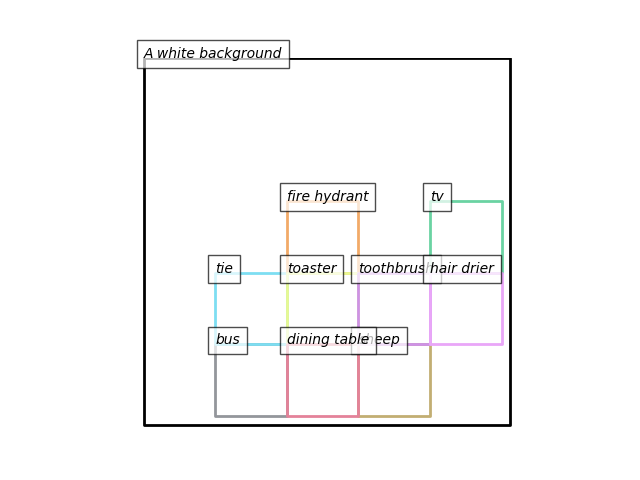 A white background
fire hydrant
tv
tie
toaster
toothbrush
hair drier
bus
dining table
sheep